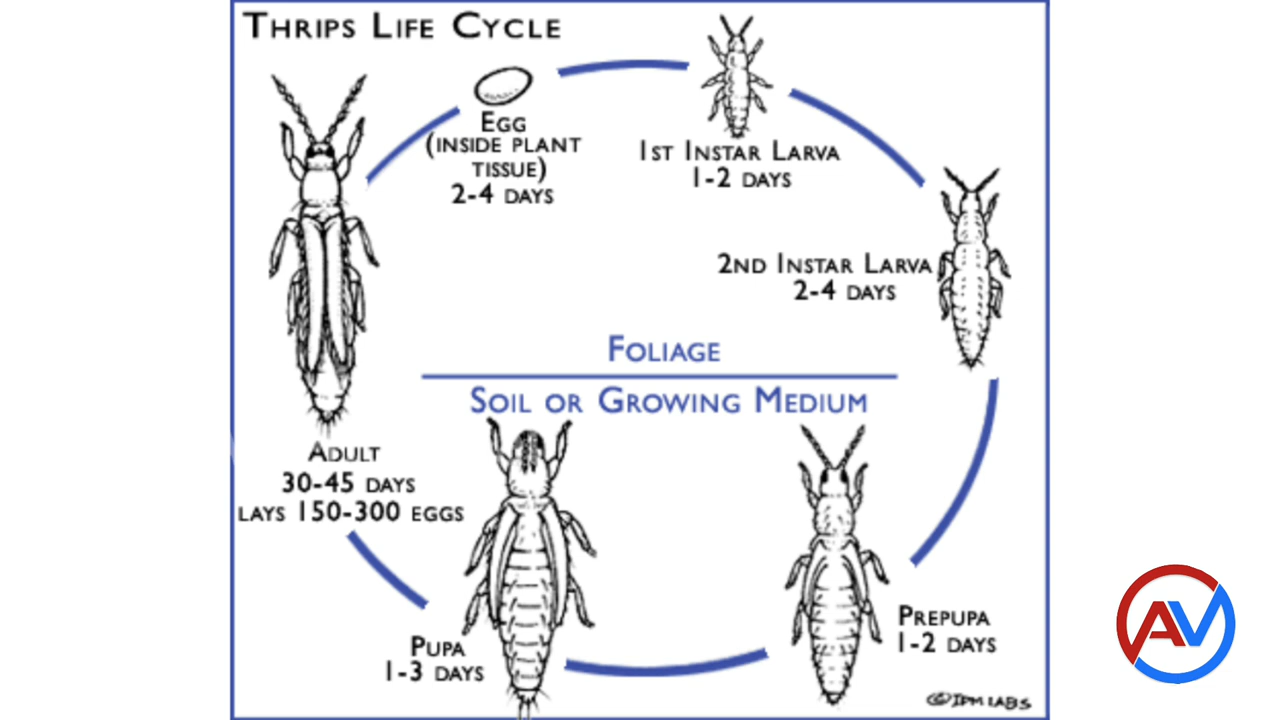 THRIPS LIFE CYCLE
EGG
(INSIDE PLANT
TISSUE)
2-4 DAYS
1ST INSTAR LARVA
1-2 DAYS
2ND INSTAR LARVA
2-4 DAYS
FOLIAGE
SOIL OR GROWING MEDIUM
ADULT
30-45 DAYS
LAYS 150-300 EGGS
PREPUPA
1-2 DAYS
PUPA
1-3 DAYS
© IPM LABS
AV